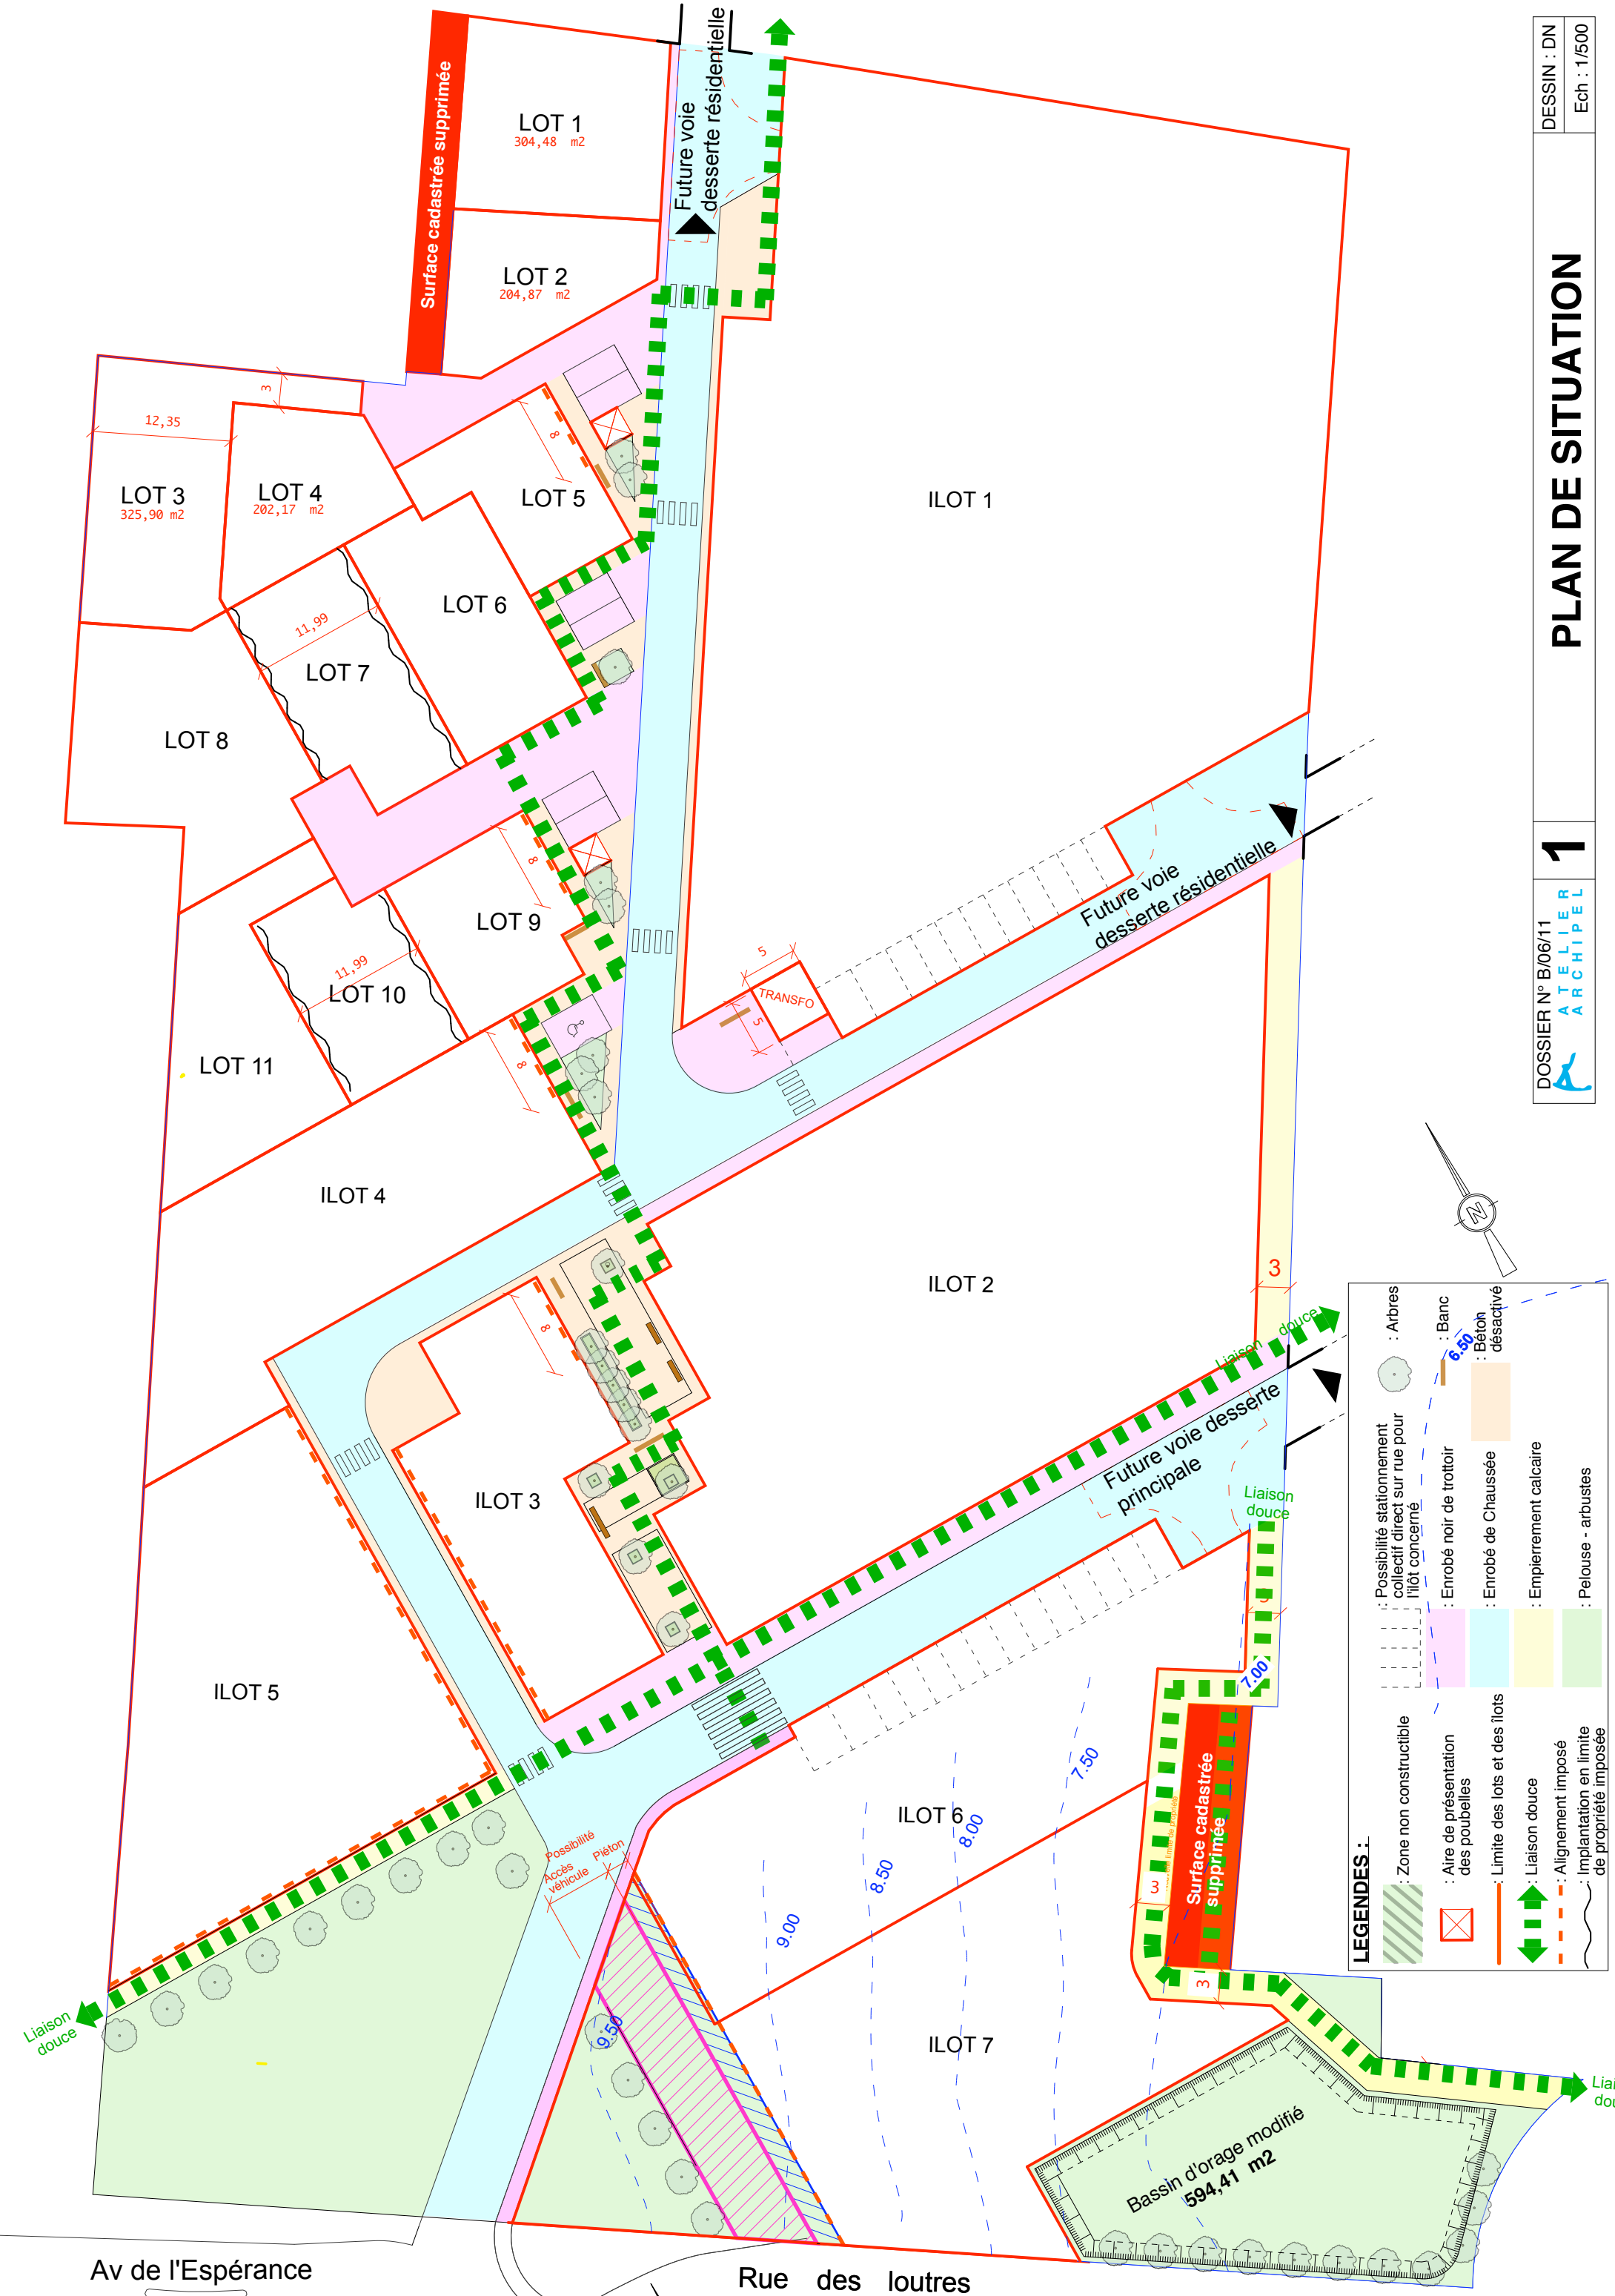 Surface cadastrée supprimée
LOT 1
304,48 m2
LOT 2
204,87 m2
Future voie
desserte résidentielle
DESSIN : DN
Ech : 1/500
PLAN DE SITUATION
1
DOSSIER N° B/06/11
ATELIER
ARCHIPEL
3
12,35
LOT 3
325,90 m2
LOT 4
202,17 m2
8
LOT 5
ILOT 1
LOT 6
11,99
LOT 7
LOT 8
8
LOT 9
11,99
LOT 10
LOT 11
8
5
TRANSFO
5
Future voie
desserte résidentielle
ILOT 4
ILOT 2
3
N
8
ILOT 3
Liaison douce
Future voie desserte
principale
Liaison
douce
3
7.00
ILOT 5
ILOT 6
7.50
8.00
8.50
9.00
9.50
Possibilité
Accès
véhicule
Piéton
Surface cadastrée
supprimée
3
3
ILOT 7
Liaison
douce
Bassin d'orage modifié
594,41 m2
Av de l'Espérance
Rue des loutres
LEGENDES :
: Zone non constructible
: Aire de présentation
des poubelles
: Limite des lots et des îlots
: Liaison douce
: Alignement imposé
: Implantation en limite
de propriété imposée
: Possibilité stationnement
collectif direct sur rue pour
l'ilôt concerné
: Enrobé noir de trottoir
: Enrobé de Chaussée
: Empierrement calcaire
: Pelouse - arbustes
: Arbres
: Banc
6.50
: Béton
désactivé